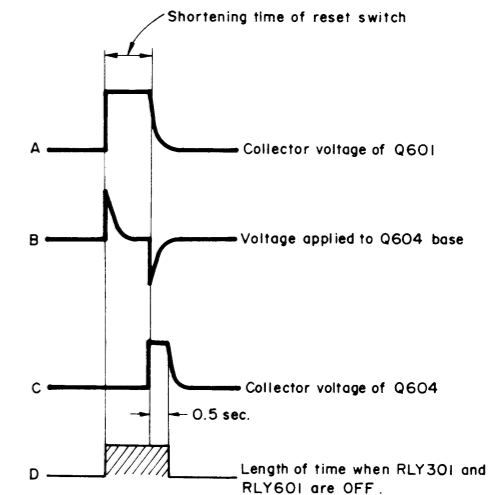 Shortening time of reset switch
A
Collector voltage of Q601
B
Voltage applied to Q604 base
C
Collector voltage of Q604
0.5 sec.
D
Length of time when RLY301 and
RLY601 are OFF.